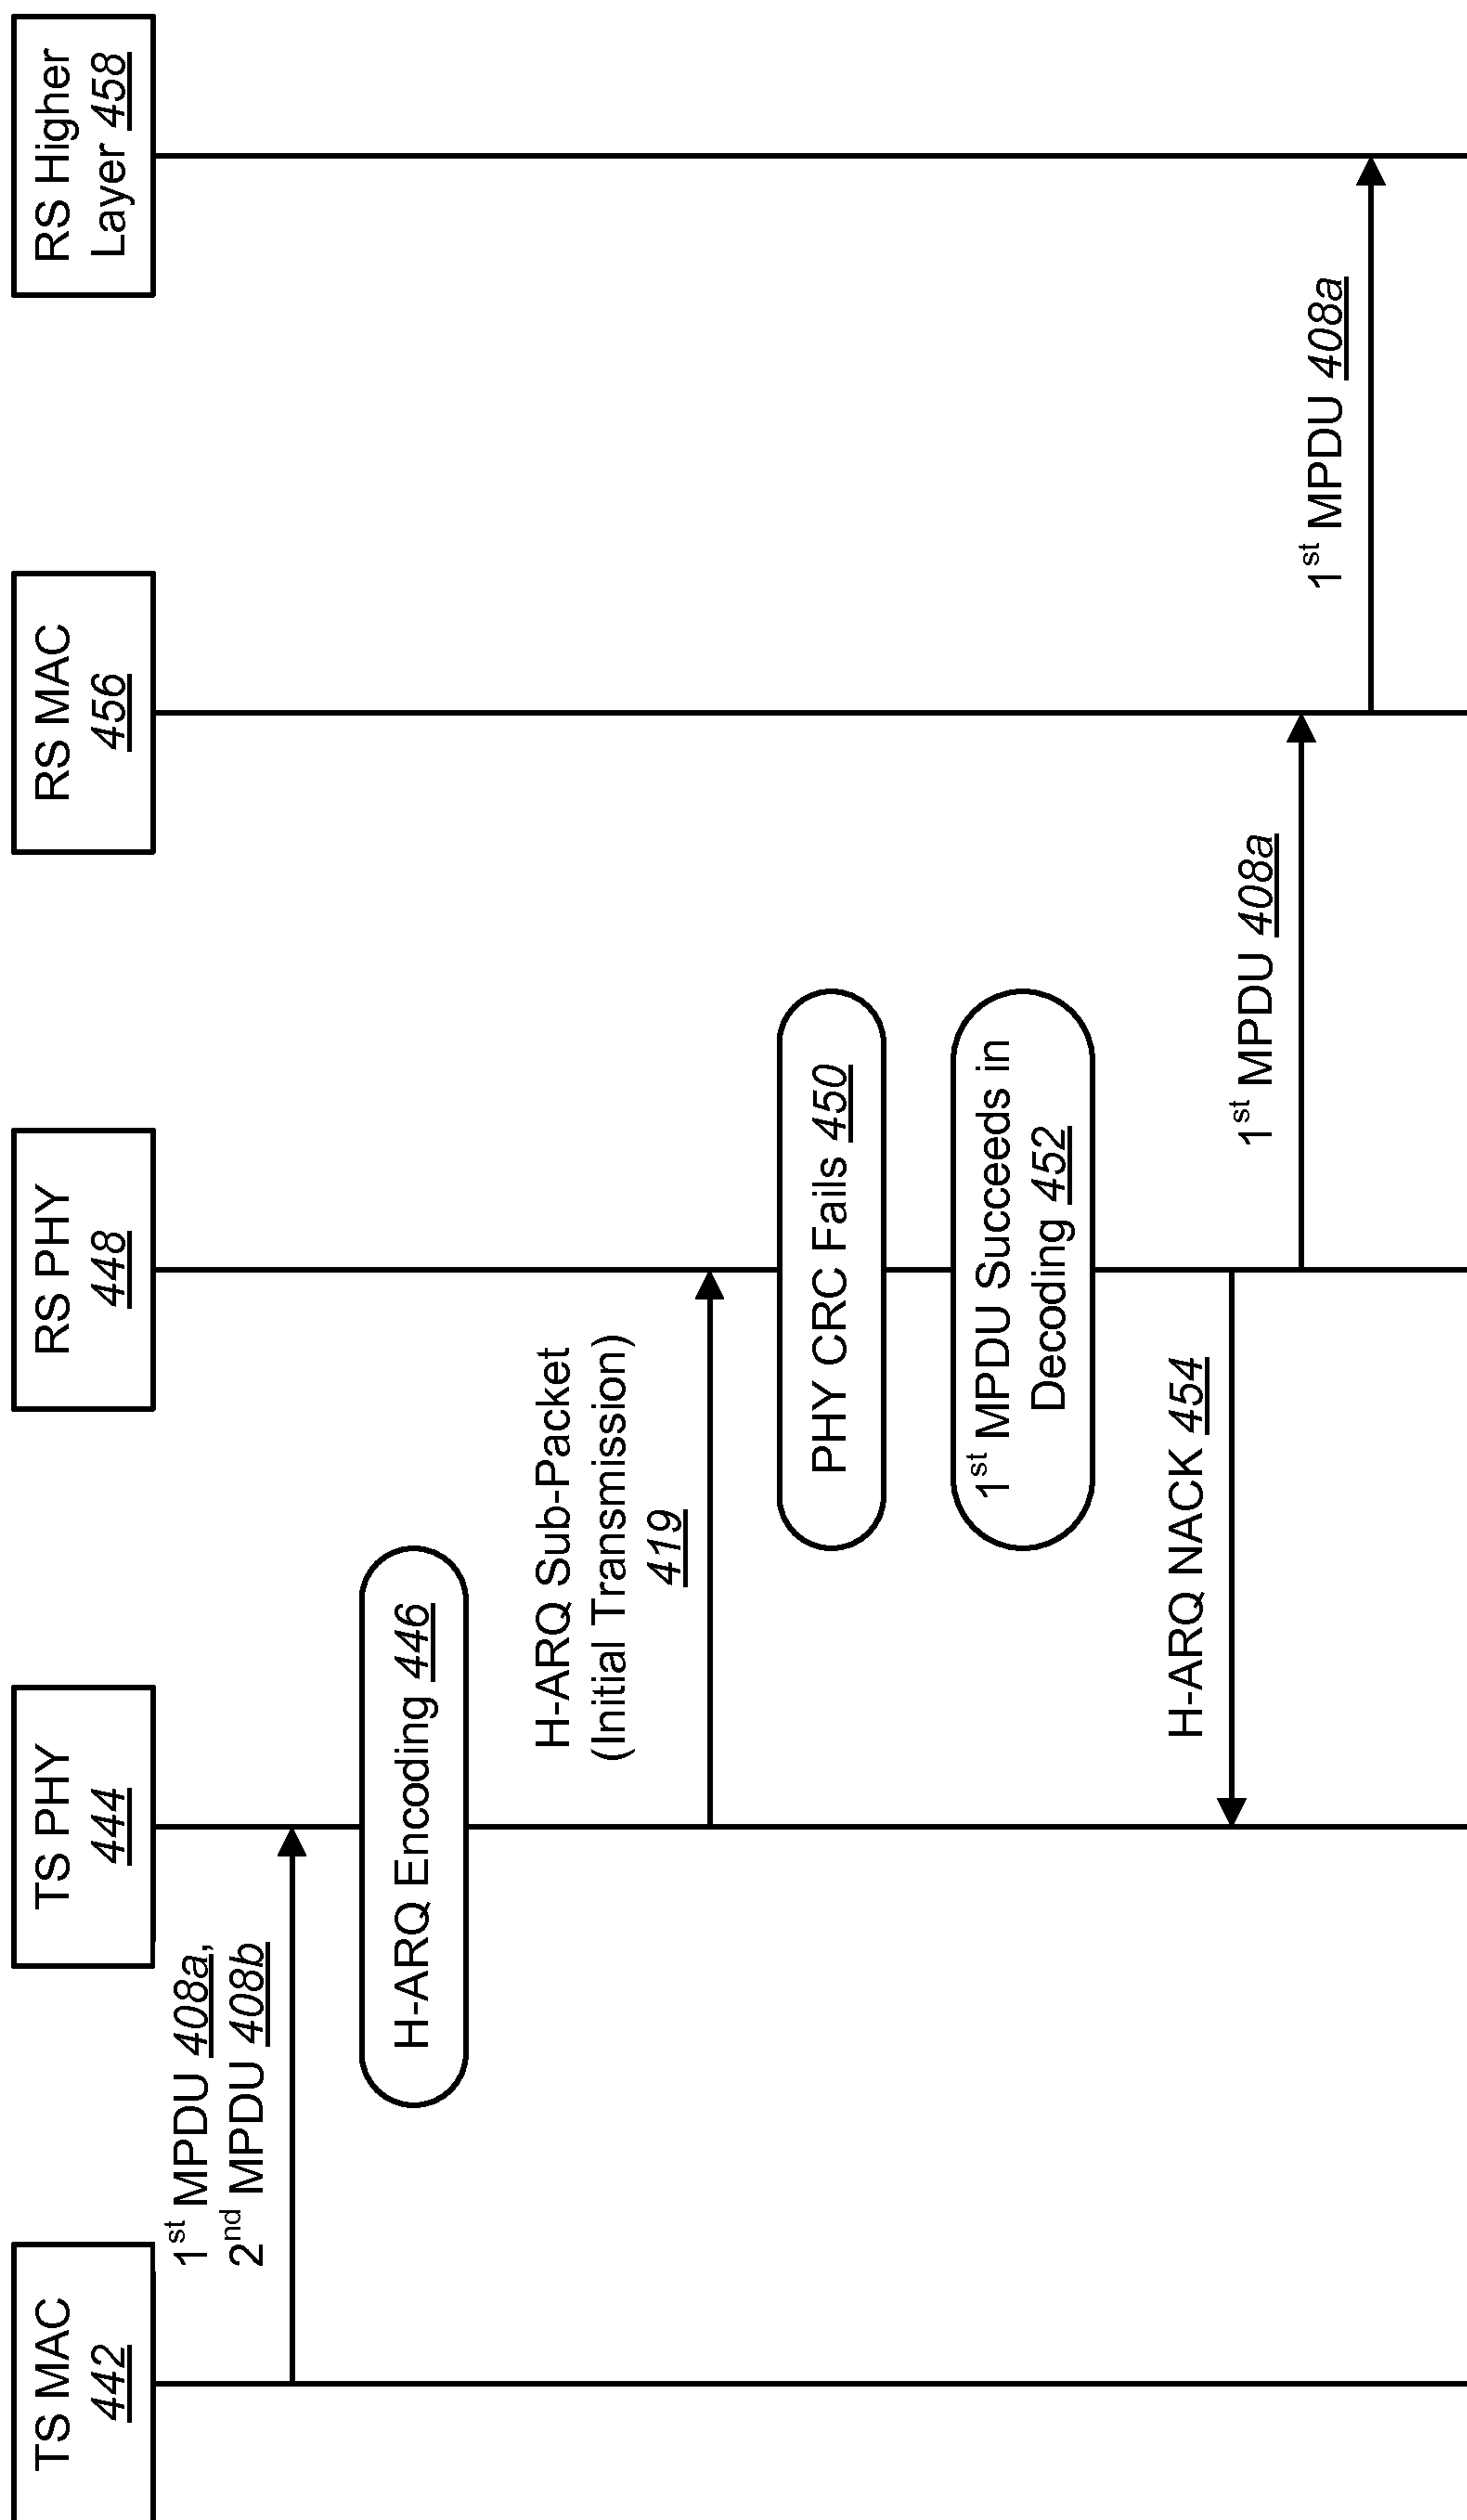 TS MAC
442
TS PHY
444
RS PHY
448
RS MAC
456
RS Higher
Layer 458
1st MPDU 408a,
2nd MPDU 408b
H-ARQ Encoding 446
H-ARQ Sub-Packet
(Initial Transmission)
419
PHY CRC Fails 450
1st MPDU Succeeds in
Decoding 452
H-ARQ NACK 454
1st MPDU 408a
1st MPDU 408a